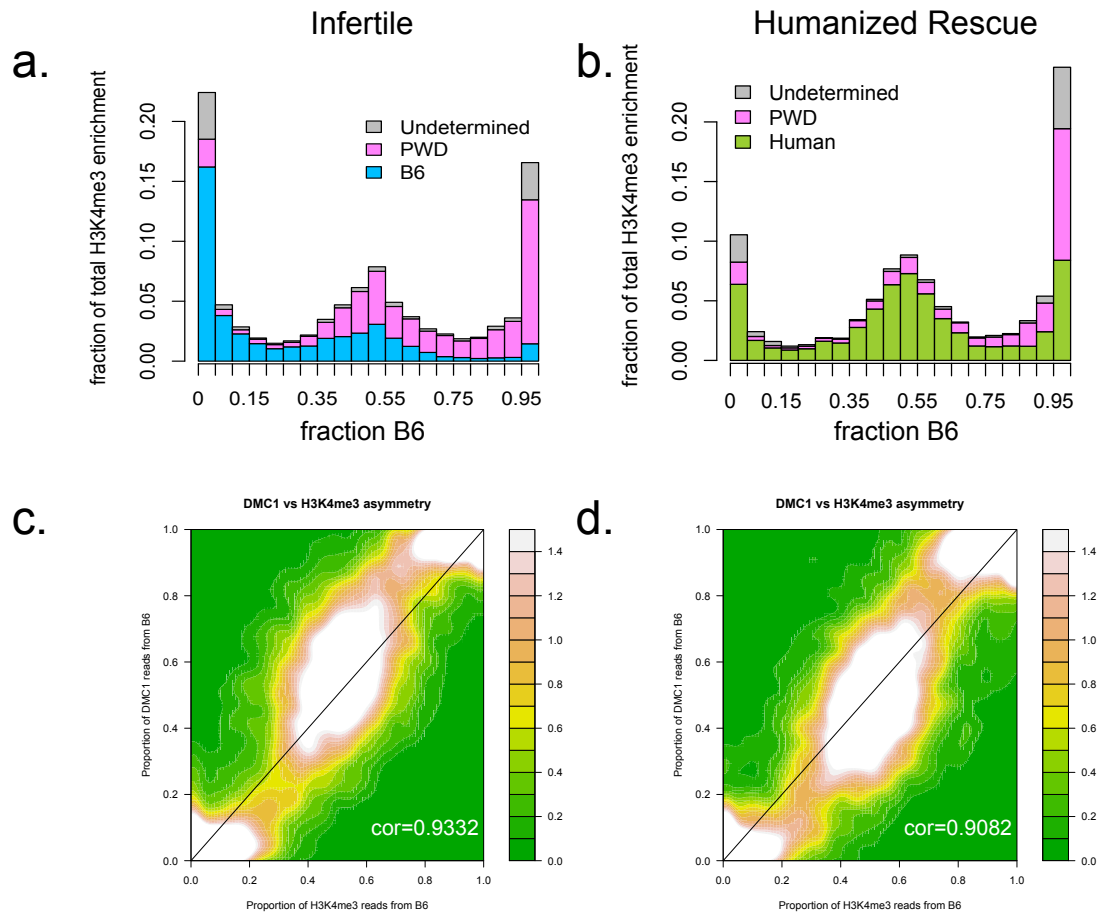 Infertile
Humanized Rescue
a.
fraction of total H3K4me3 enrichment
0.00
0.05
0.10
0.15
0.20
Undetermined
PWD
B6
0
0.15
0.35
0.55
0.75
0.95
fraction B6
b.
fraction of total H3K4me3 enrichment
0.00
0.05
0.10
0.15
0.20
Undetermined
PWD
Human
0
0.15
0.35
0.55
0.75
0.95
fraction B6
c.
DMC1 vs H3K4me3 asymmetry
Proportion of DMC1 reads from B6
1.0
0.8
0.6
0.4
0.2
0.0
cor=0.9332
0.0
0.2
0.4
0.6
0.8
1.0
Proportion of H3K4me3 reads from B6
1.4
1.2
1.0
0.8
0.6
0.4
0.2
0.0
d.
DMC1 vs H3K4me3 asymmetry
Proportion of DMC1 reads from B6
1.0
0.8
0.6
0.4
0.2
0.0
cor=0.9082
0.0
0.2
0.4
0.6
0.8
1.0
Proportion of H3K4me3 reads from B6
1.4
1.2
1.0
0.8
0.6
0.4
0.2
0.0